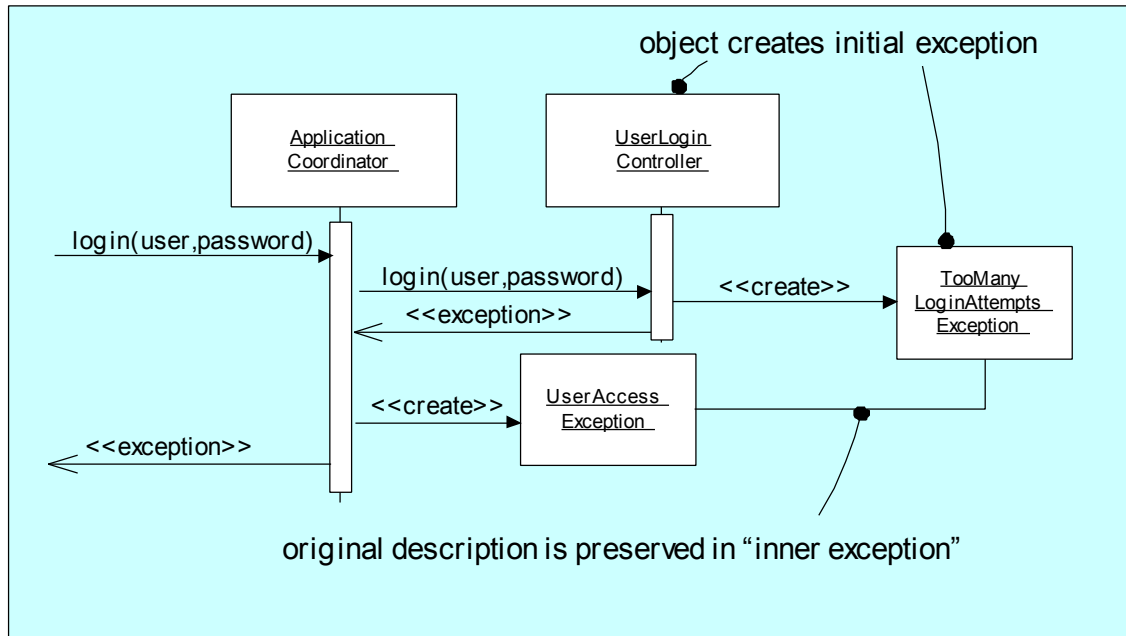 object creates initial exception
Application
Coordinator
UserLogin
Controller
login(user,password)
login(user,password)
<<create>>
TooMany
LoginAttempts
Exception
<<exception>>
<<create>>
UserAccess
Exception
<<exception>>
original description is preserved in “inner exception”